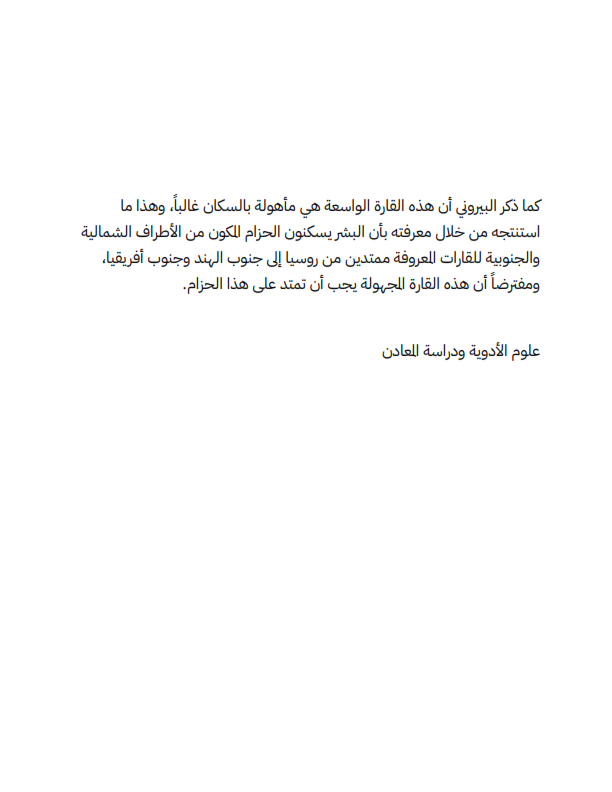 كما ذكر البيروني أن هذه القارة الواسعة هي مأهولة بالسكان غالباً، وهذا ما
استنتجه من خلال معرفته بأن البشر يسكنون الحزام المكون من الأطراف الشمالية
والجنوبية للقارات المعروفة ممتدين من روسيا إلى جنوب الهند وجنوب أفريقيا،
ومفترضاً أن هذه القارة المجهولة يجب أن تمتد على هذا الحزام.
علوم الأدوية ودراسة المعادن